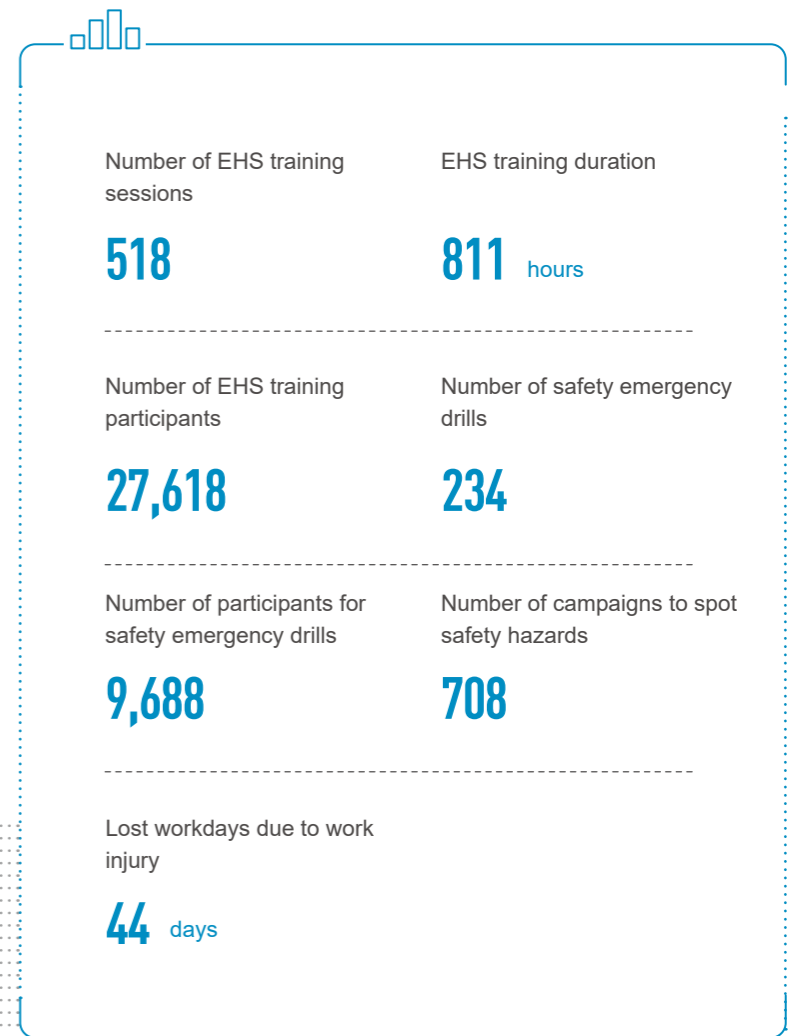 Number of EHS training
sessions
518
EHS training duration
811 hours
Number of EHS training
participants
27,618
Number of safety emergency
drills
234
Number of participants for
safety emergency drills
9,688
Number of campaigns to spot
safety hazards
708
Lost workdays due to work
injury
44 days